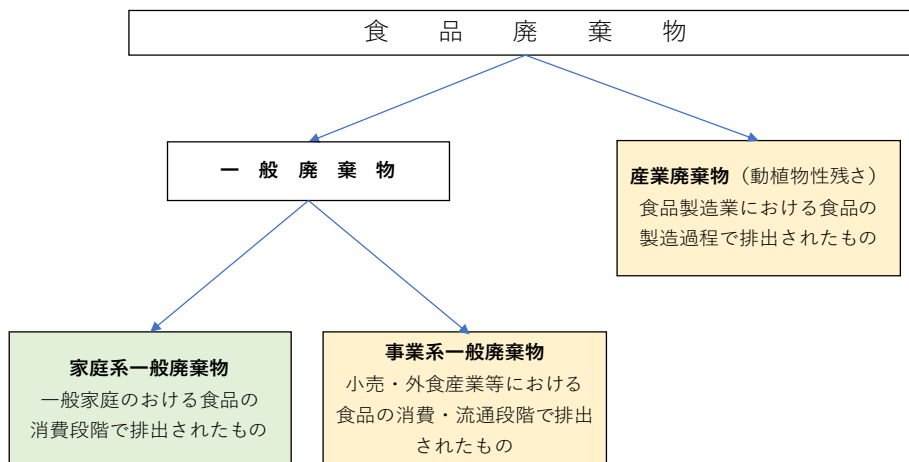 食品廃棄物
一般廃棄物
産業廃棄物（動植物性残さ）
食品製造業における食品の
製造過程で排出されたもの
家庭系一般廃棄物
一般家庭のおける食品の
消費段階で排出されたもの
事業系一般廃棄物
小売・外食産業等における
食品の消費・流通段階で排出
されたもの